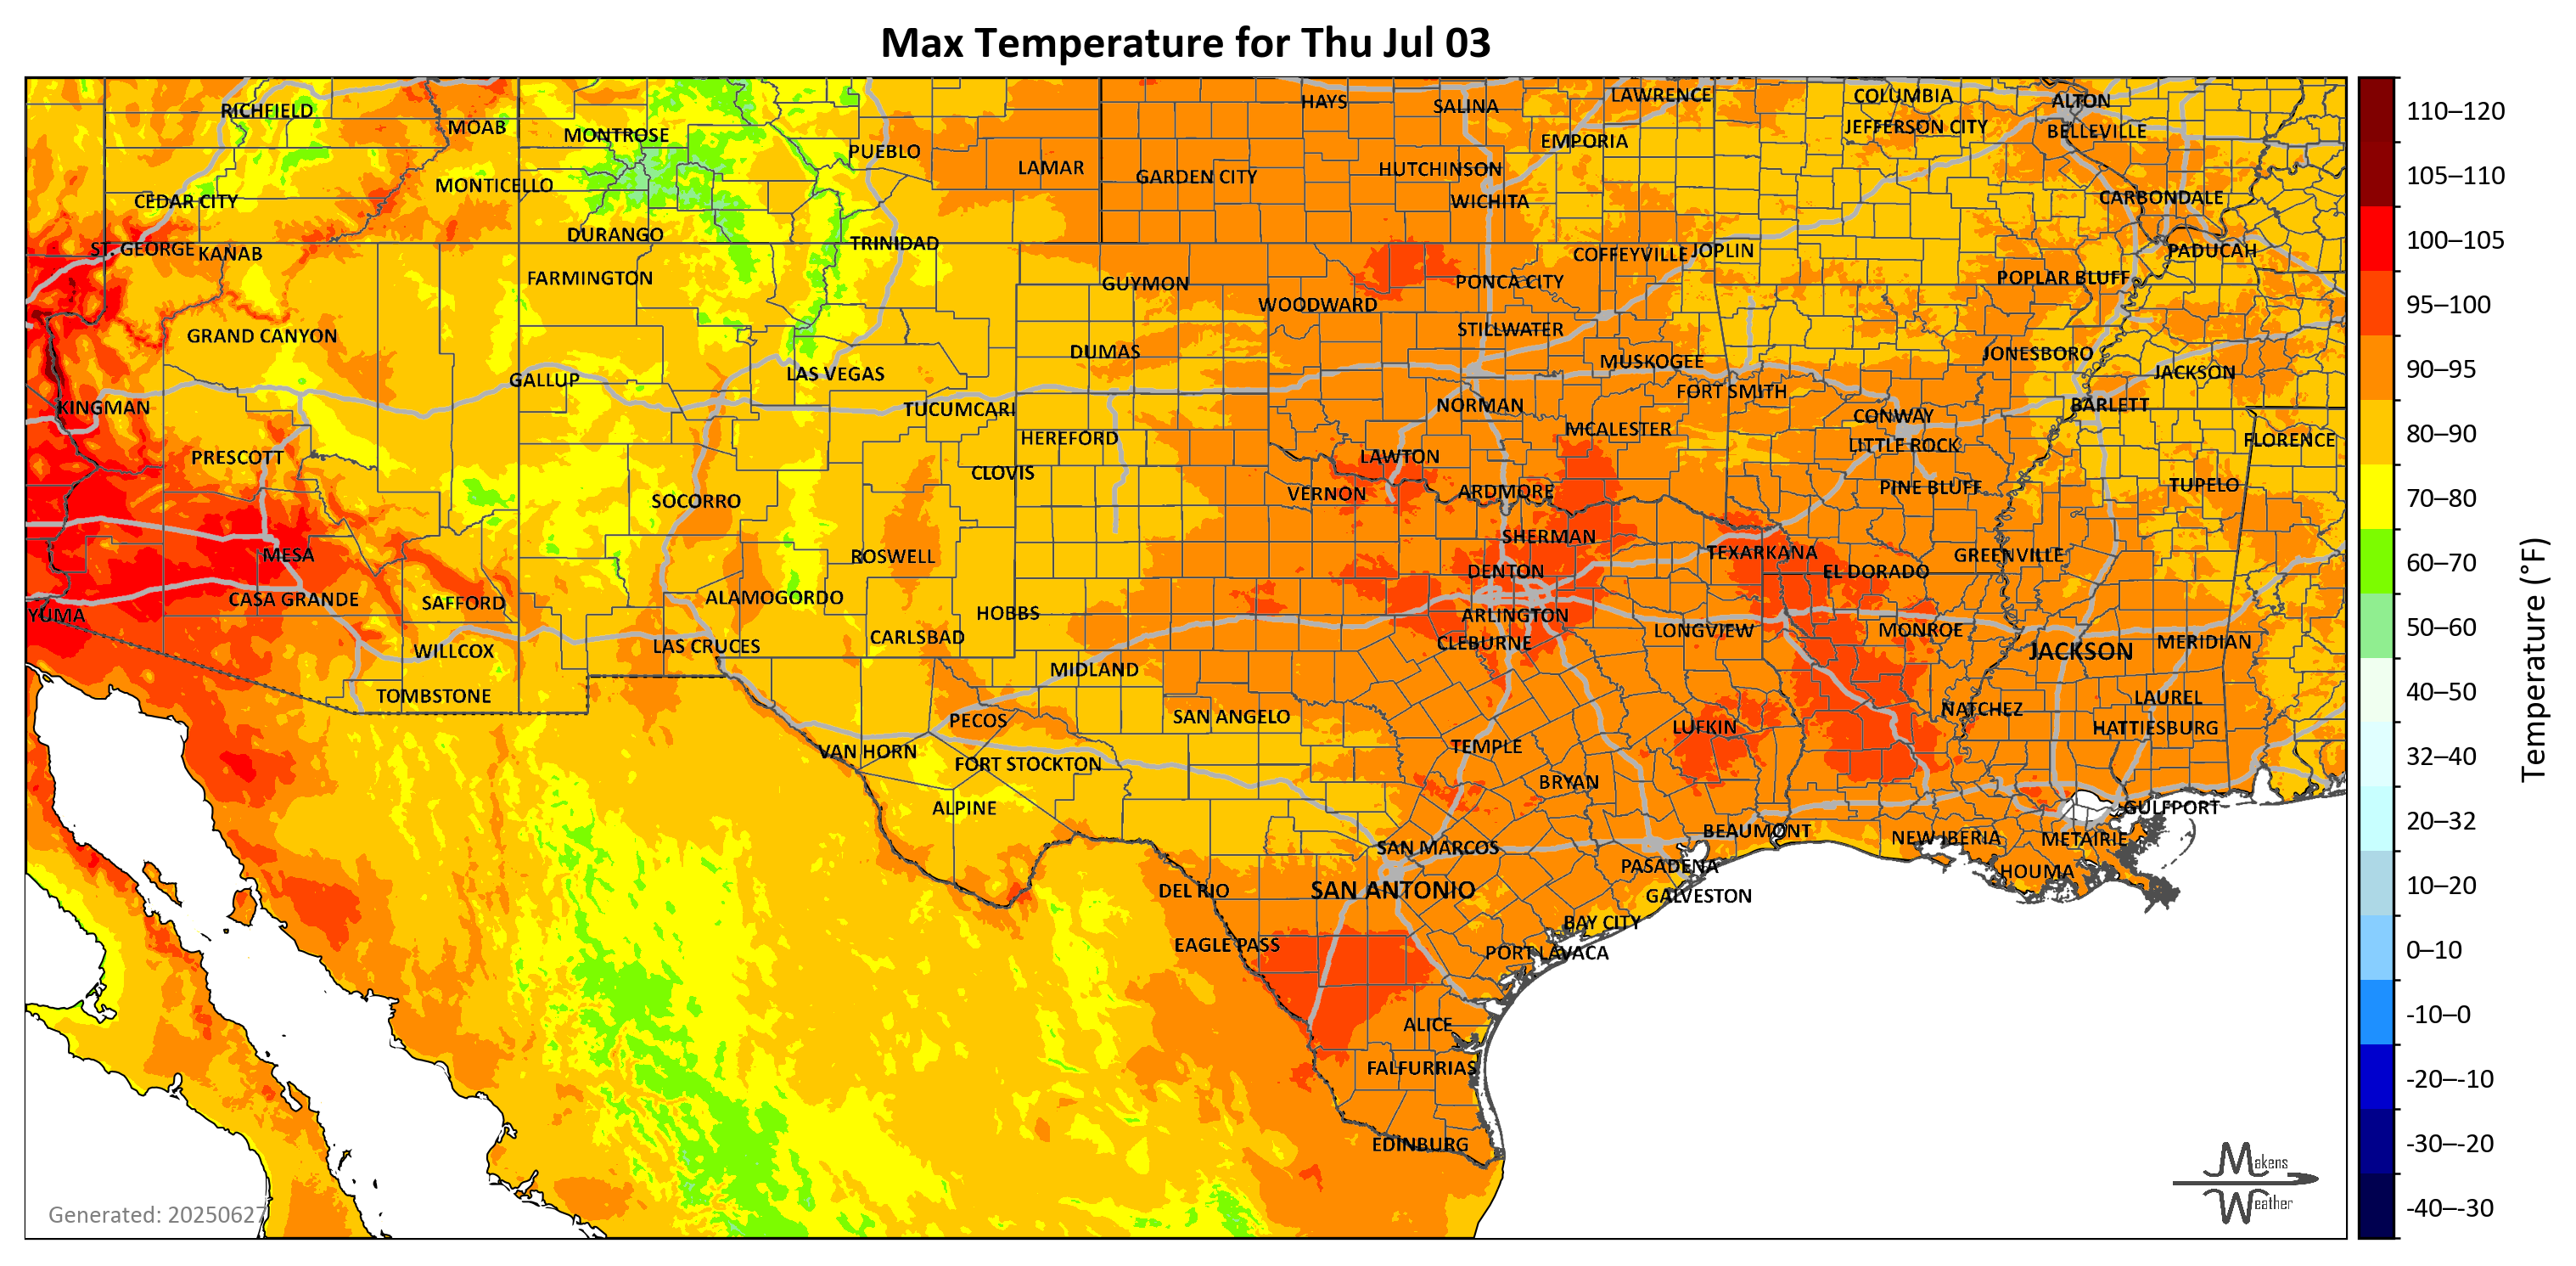 Max Temperature for Thu Jul 03
RICHFIELD
MOAB
MONTROSE
PUEBLO
LAMAR
HAYS
SALINA
LAWRENCE
COLUMBIA
ALTON
JEFFERSON CITY
BELLEVILLE
EMPORIA
MONTICELLO
GARDEN CITY
HUTCHINSON
CEDAR CITY
WICHITA
CARBONDALE
DURANGO
TRINIDAD
ST. GEORGE
KANAB
COFFEYVILLE
JOPLIN
PADUCAH
FARMINGTON
GUYMON
PONCA CITY
POPLAR BLUFF
WOODWARD
GRAND CANYON
STILLWATER
DUMAS
MUSKOGEE
JONESBORO
GALLUP
LAS VEGAS
JACKSON
FORT SMITH
KINGMAN
TUCUMCARI
NORMAN
CONWAY
BARLETT
HEREFORD
MCALESTER
LITTLE ROCK
FLORENCE
PRESCOTT
CLOVIS
LAWTON
SOCORRO
VERNON
ARDMORE
PINE BLUFF
TUPELO
MESA
ROSWELL
SHERMAN
TEXARKANA
GREENVILLE
DENTON
EL DORADO
CASA GRANDE
SAFFORD
ALAMOGORDO
HOBBS
YUMA
ARLINGTON
CARLSBAD
CLEBURNE
LONGVIEW
MONROE
WILLCOX
LAS CRUCES
JACKSON
MERIDIAN
MIDLAND
TOMBSTONE
LAUREL
PECOS
SAN ANGELO
NATCHEZ
LUFKIN
HATTIESBURG
VAN HORN
TEMPLE
FORT STOCKTON
BRYAN
ALPINE
GULFPORT
BEAUMONT
NEW IBERIA
METAIRIE
SAN MARCOS
PASADENA
HOUMA
DEL RIO
SAN ANTONIO
GALVESTON
BAY CITY
EAGLE PASS
PORT LAVACA
ALICE
FALFURRIAS
EDINBURG
Generated: 20250627
Makens
Weather
110–120
105–110
100–105
95–100
90–95
80–90
70–80
60–70
50–60
40–50
32–40
20–32
10–20
0–10
-10–0
-20–-10
-30–-20
-40–-30
Temperature (°F)